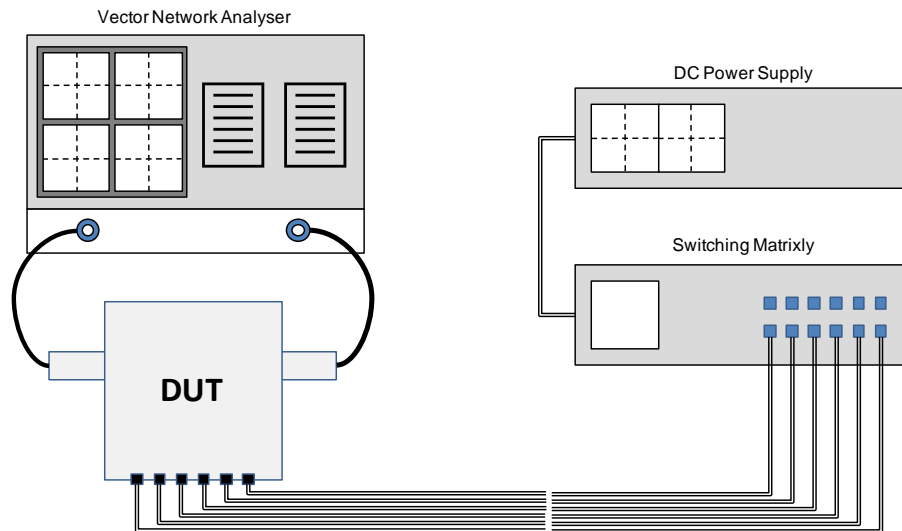 Vector Network Analyser
DC Power Supply
Switching Matrixly
DUT